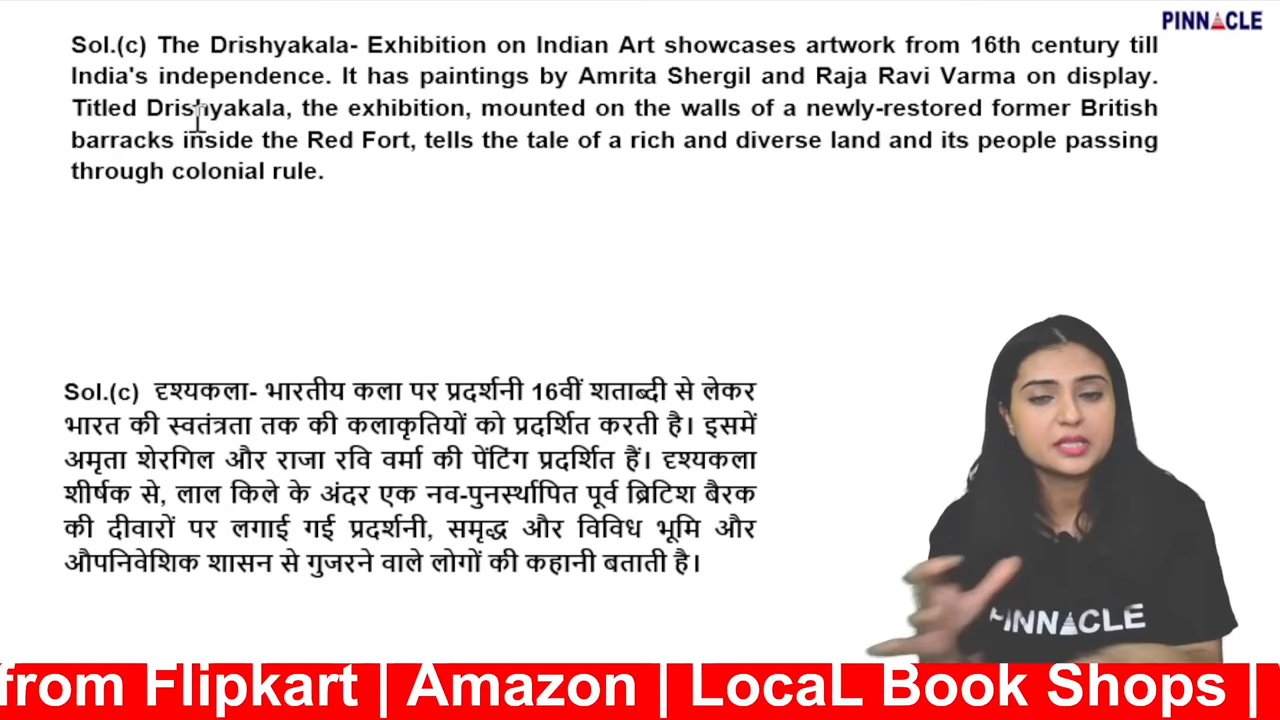 PINNACLE
Sol.(c) The Drishyakala- Exhibition on Indian Art showcases artwork from 16th century till
India's independence. It has paintings by Amrita Shergil and Raja Ravi Varma on display.
Titled Drishyakala, the exhibition, mounted on the walls of a newly-restored former British
barracks inside the Red Fort, tells the tale of a rich and diverse land and its people passing
through colonial rule.
Sol.(c) दृश्यकला- भारतीय कला पर प्रदर्शनी 16वीं शताब्दी से लेकर
भारत की स्वतंत्रता तक की कलाकृतियों को प्रदर्शित करती है। इसमें
अमृता शेरगिल और राजा रवि वर्मा की पेंटिंग प्रदर्शित हैं। दृश्यकला
शीर्षक से, लाल किले के अंदर एक नव-पुनर्स्थापित पूर्व ब्रिटिश बैरक
की दीवारों पर लगाई गई प्रदर्शनी, समृद्ध और विविध भूमि और
औपनिवेशिक शासन से गुजरने वाले लोगों की कहानी बताती है।
PINNACLE
from Flipkart | Amazon | LocaL Book Shops |